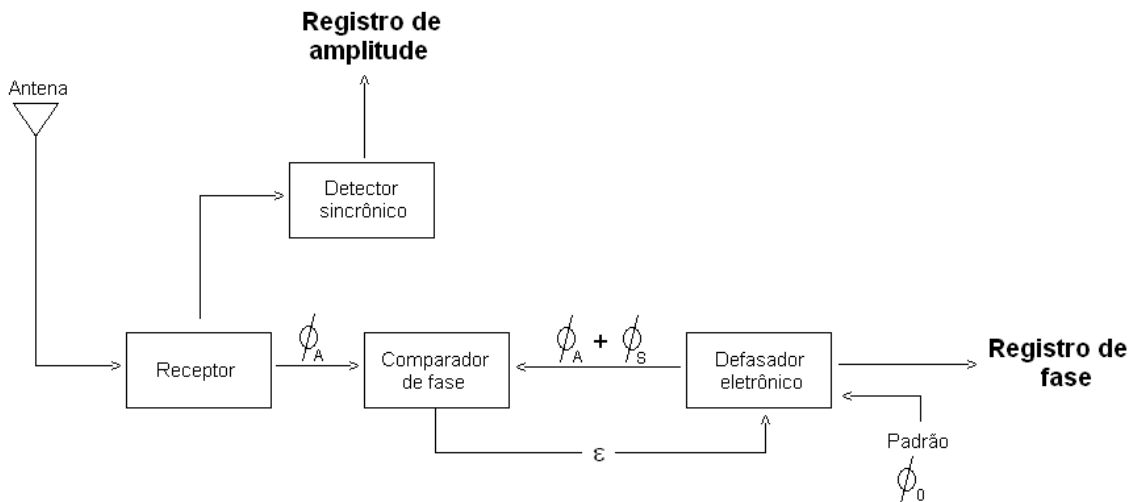 Registro de
amplitude
Antena
Detector
sincrônico
Receptor
ϕA
Comparador
de fase
ϕA + ϕS
Defasador
eletrônico
Registro de
fase
ε
Padrão
ϕ0